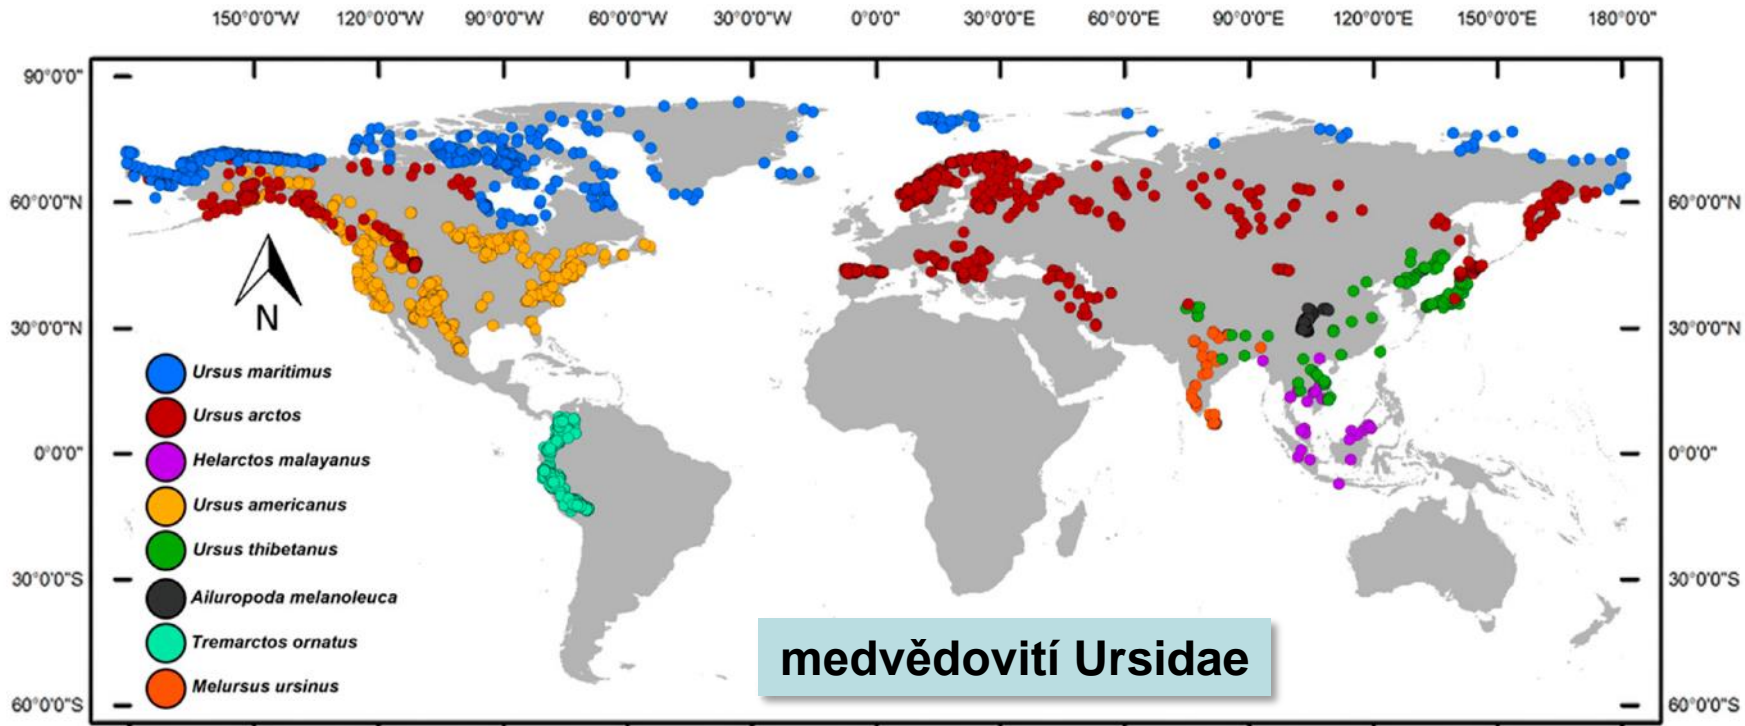 150°0'0"W 120°0'0"W 90°0'0"W 60°0'0"W 30°0'0"W 0°0'0" 30°0'0"E 60°0'0"E 90°0'0"E 120°0'0"E 150°0'0"E 180°0'0"
90°0'0"
60°0'0"N 60°0'0"N
N
30°0'0"N 30°0'0"N
Ursus maritimus
Ursus arctos
0°0'0" 0°0'0"
Helarctos malayanus
Ursus americanus
Ursus thibetanus
30°0'0"S 30°0'0"S
Ailuropoda melanoleuca
Tremarctos ornatus
medvědovití Ursidae
Melursus ursinus
60°0'0"S 60°0'0"S